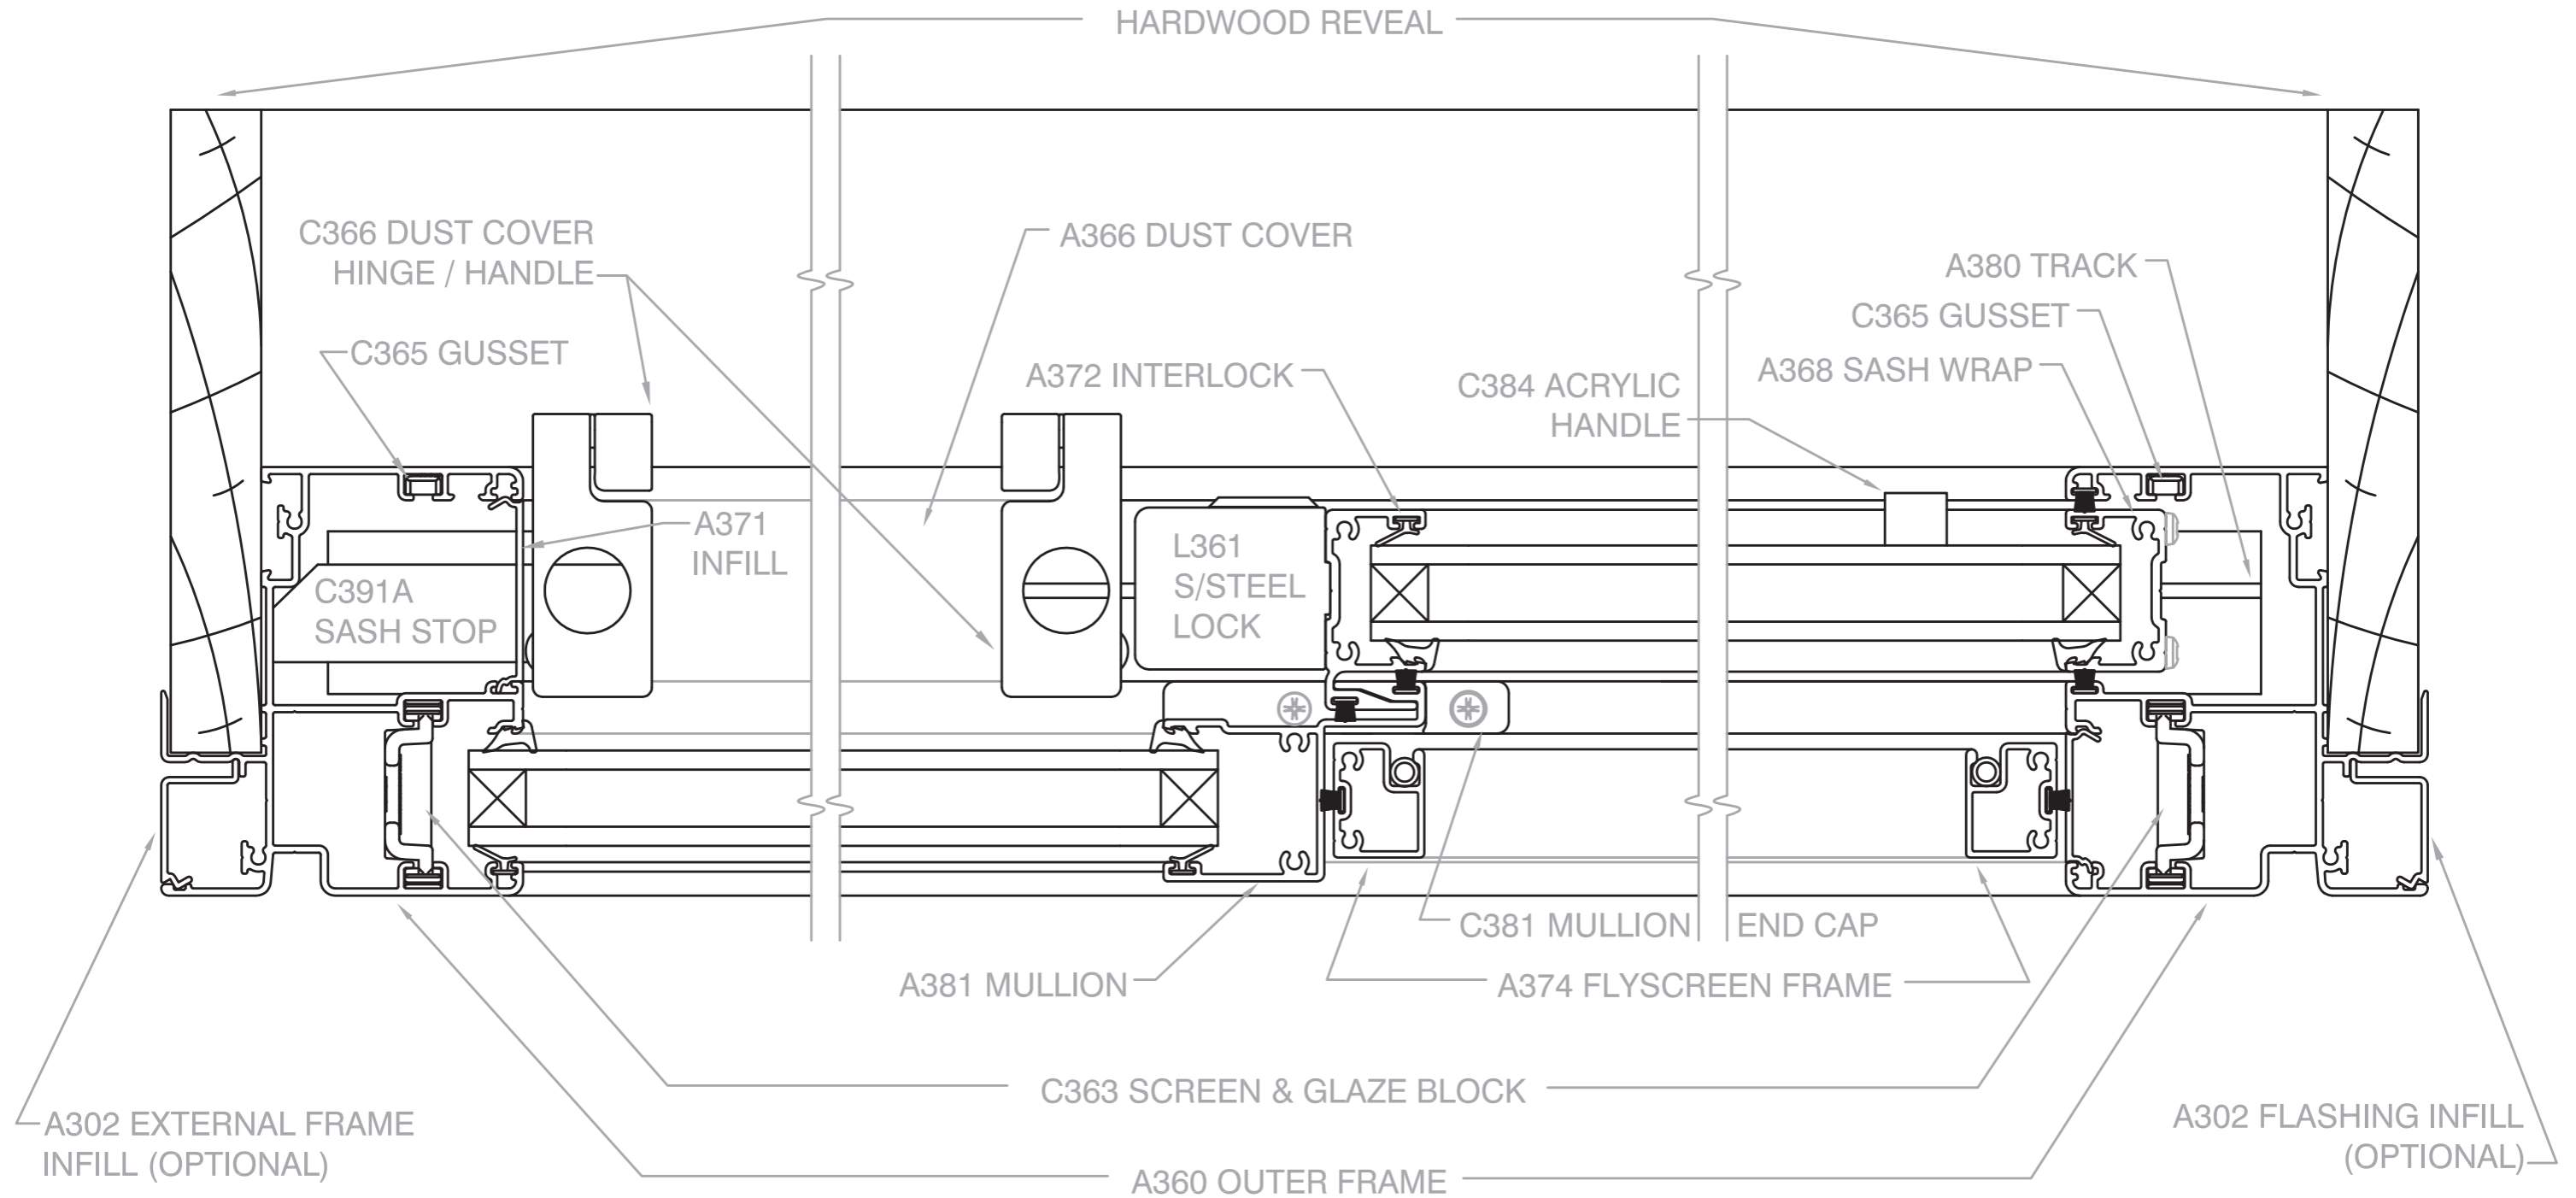 HARDWOOD REVEAL
C366 DUST COVER
HINGE / HANDLE
A366 DUST COVER
A380 TRACK
C365 GUSSET
C365 GUSSET
A372 INTERLOCK
C384 ACRYLIC
HANDLE
A368 SASH WRAP
A371
INFILL
L361
S/STEEL
LOCK
C391A
SASH STOP
C381 MULLION END CAP
A381 MULLION
A374 FLYSCREEN FRAME
C363 SCREEN & GLAZE BLOCK
A302 EXTERNAL FRAME
INFILL (OPTIONAL)
A302 FLASHING INFILL
(OPTIONAL)
A360 OUTER FRAME